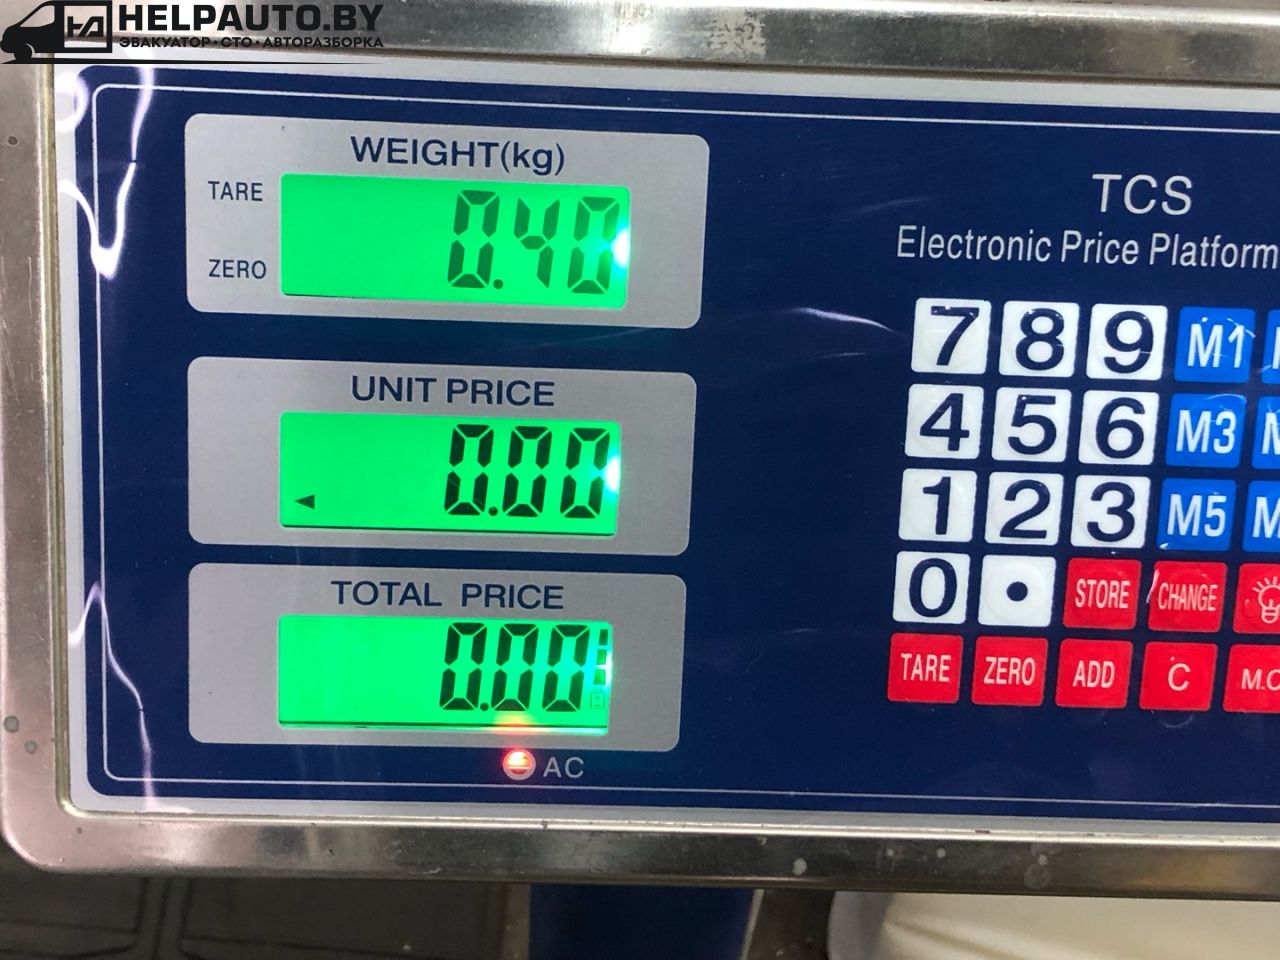 HELPAUTO.BY
ЭВАКУАТОР · СТО · АВТОРАЗБОРКА
WEIGHT(kg)
TARE
0.40
ZERO
UNIT PRICE
0.00
TOTAL PRICE
0.00
AC
TCS
Electronic Price Platform
7 8 9 M1
4 5 6 M3
1 2 3 M5
0 . STORE CHANGE
TARE ZERO ADD C M.C